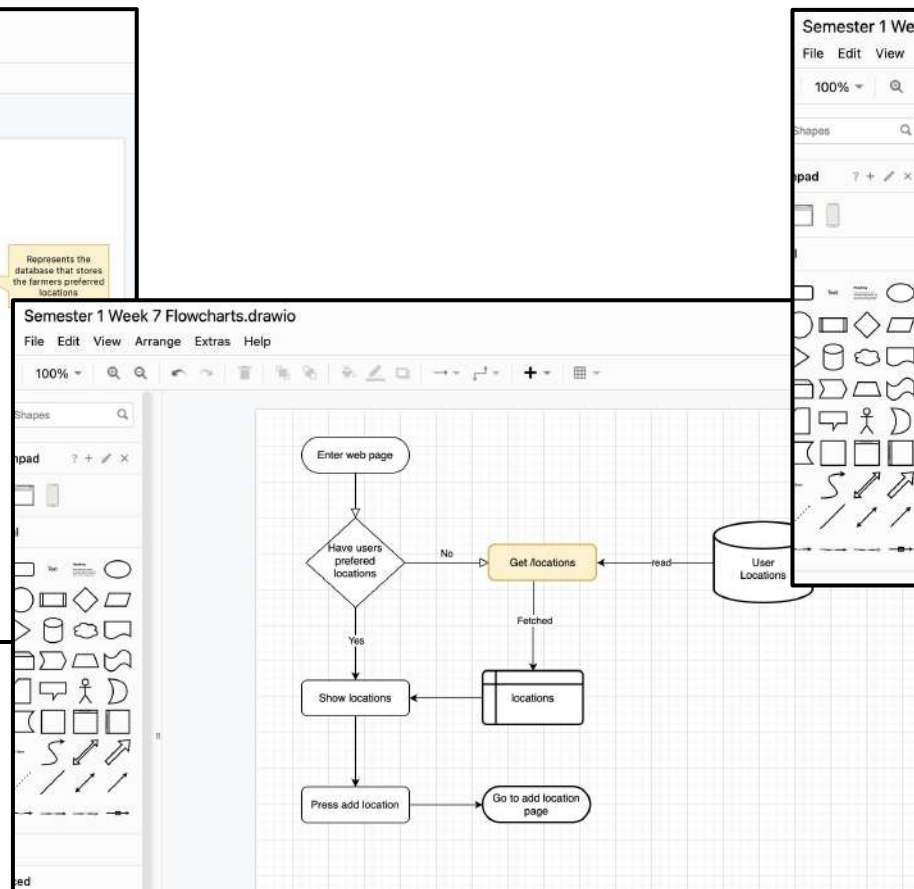 Represents the
database that stores
the farmers preferred
locations
Semester 1 Week 7 Flowcharts.drawio
File Edit View Arrange Extras Help
100%
Shapes
? + ×
Text
Enter web page
Have users
prefered
locations
No
Get /locations
read
User
Locations
Yes
Fetched
Show locations
locations
Press add location
Go to add location
page
Semester 1 We
File Edit View
100%
Shapes
pad ? + ×
Text